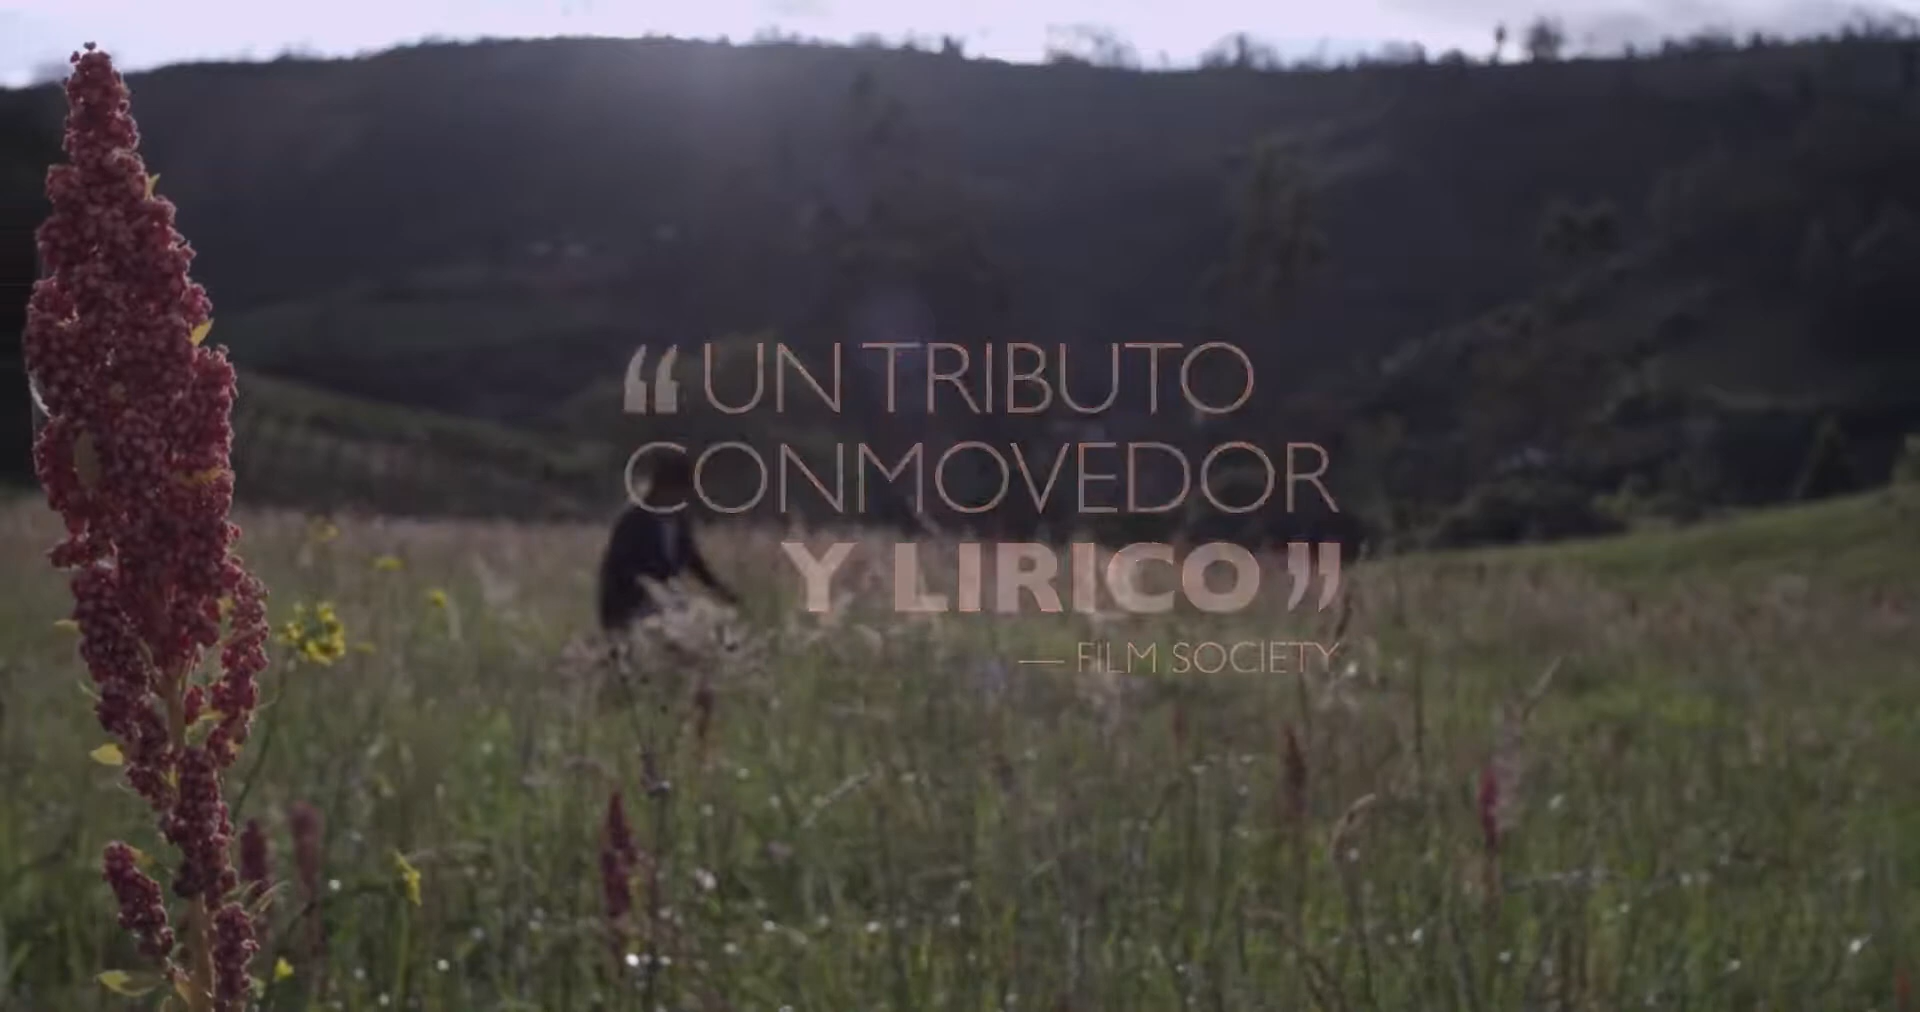 “UN TRIBUTO
CONMOVEDOR
Y LIRICO”
— FILM SOCIETY